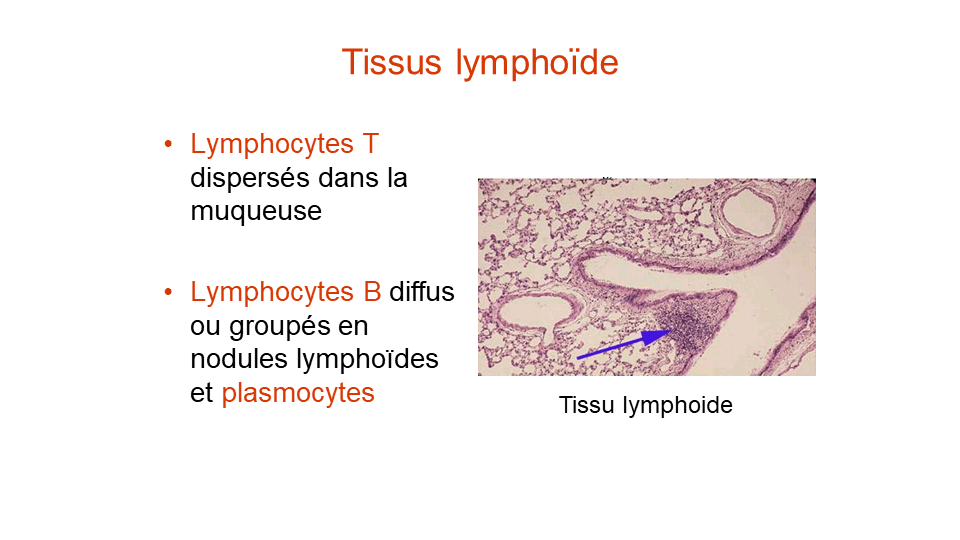 Tissus lymphoïde
• Lymphocytes T
dispersés dans la
muqueuse
• Lymphocytes B diffus
ou groupés en
nodules lymphoïdes
et plasmocytes
Tissu lymphoide